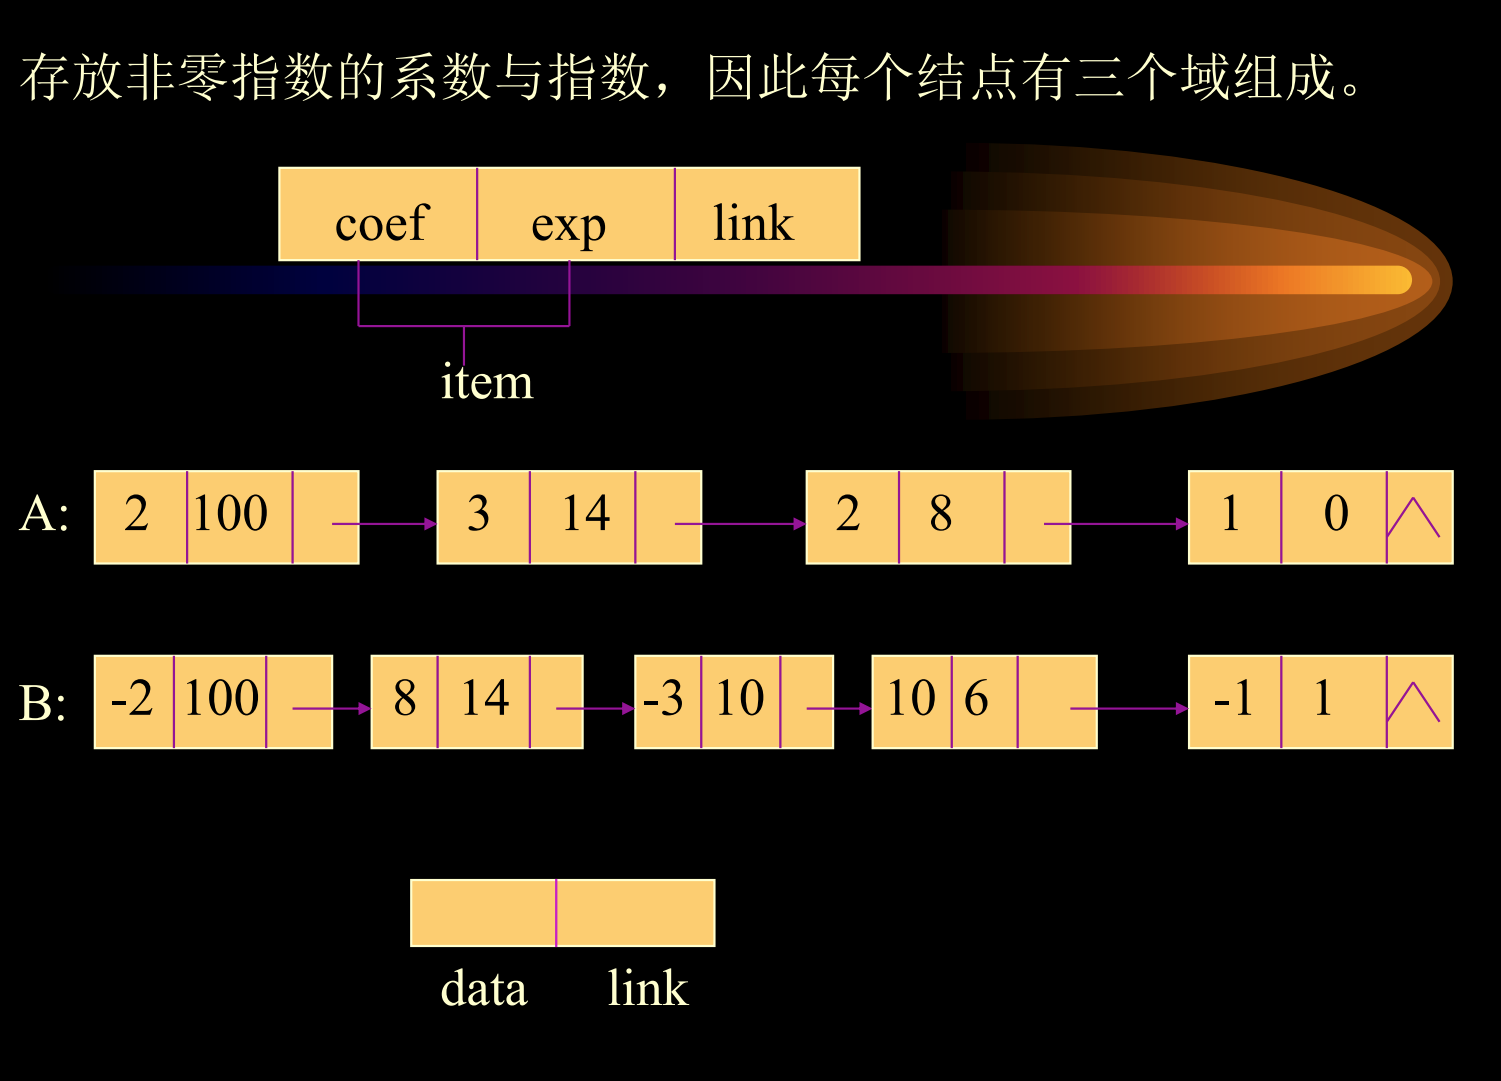 存放非零指数的系数与指数，因此每个结点有三个域组成。
coef exp link
item
A: 2 100 3 14 2 8 1 0 ∧
B: -2 100 8 14 -3 10 10 6 -1 1 ∧
data link